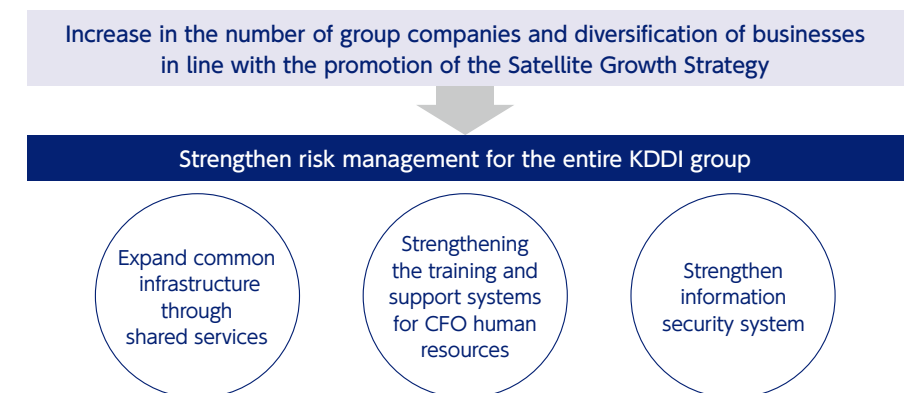 Increase in the number of group companies and diversification of businesses
in line with the promotion of the Satellite Growth Strategy
Strengthen risk management for the entire KDDI group
Expand common
infrastructure
through
shared services
Strengthening
the training and
support systems
for CFO human
resources
Strengthen
information
security system